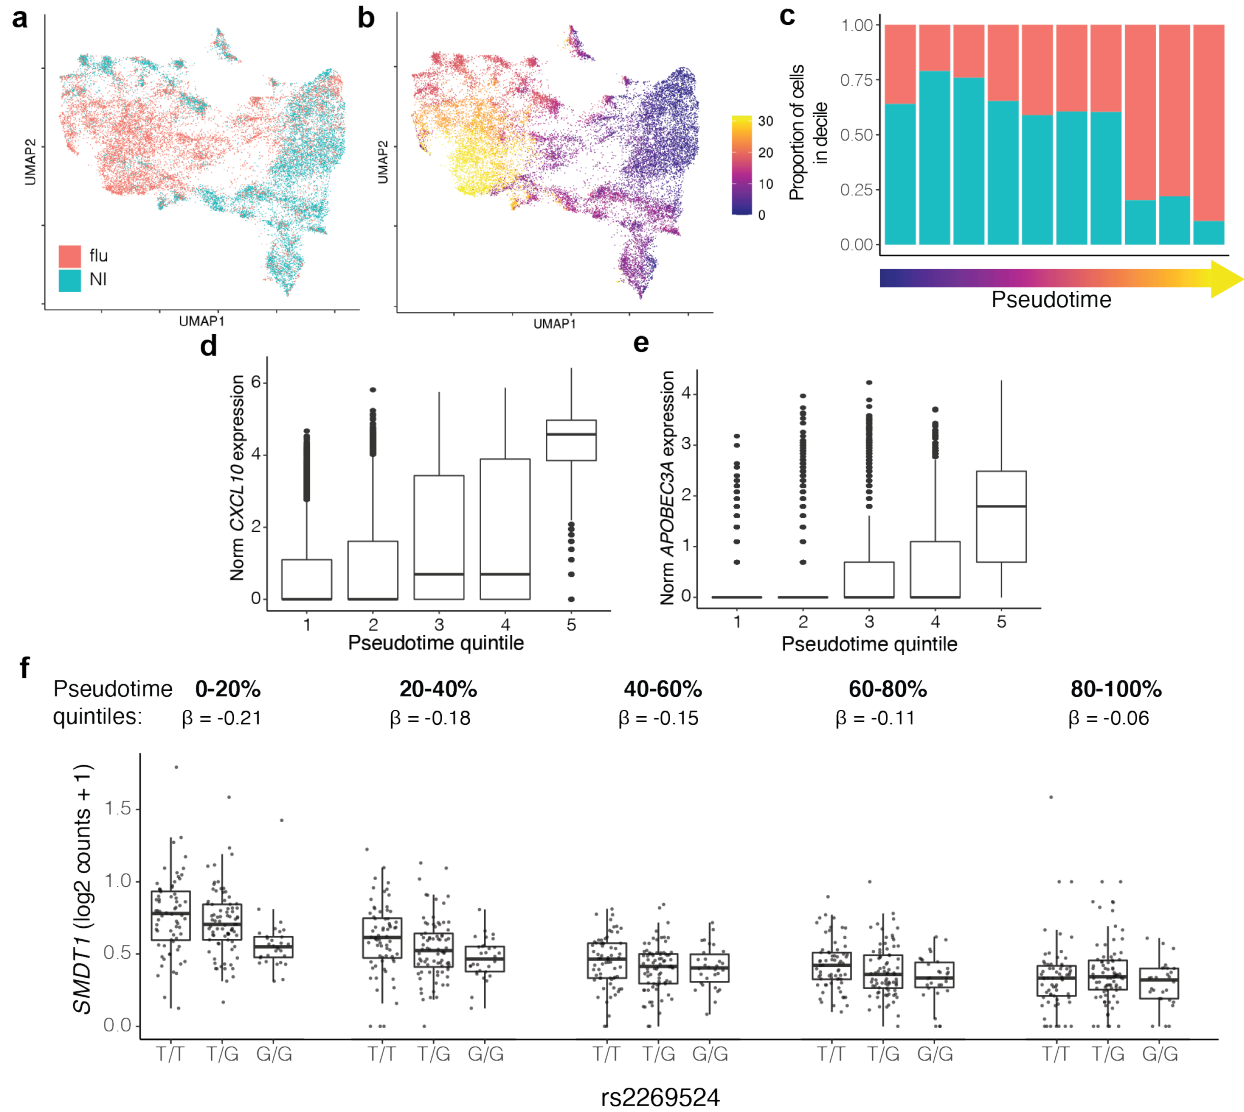 a
UMAP2
flu
NI
UMAP1
b
UMAP2
30
20
10
0
UMAP1
c
Proportion of cells
in decile
1.00
0.75
0.50
0.25
0.00
Pseudotime
d
Norm CXCL10 expression
6
4
2
0
1 2 3 4 5
Pseudotime quintile
e
Norm APOBEC3A expression
4
3
2
1
0
1 2 3 4 5
Pseudotime quintile
f
Pseudotime 0-20% 20-40% 40-60% 60-80% 80-100%
quintiles: β = -0.21 β = -0.18 β = -0.15 β = -0.11 β = -0.06
SMDT1 (log2 counts + 1)
1.5
1.0
0.5
0.0
T/T T/G G/G T/T T/G G/G T/T T/G G/G T/T T/G G/G T/T T/G G/G
rs2269524